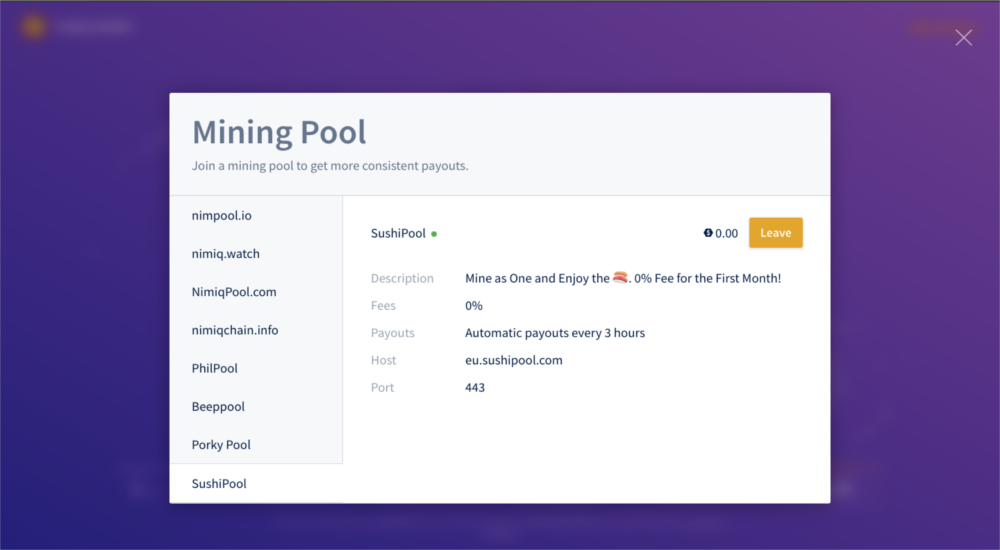 Mining Pool
Join a mining pool to get more consistent payouts.
nimpool.io
nimiq.watch
NimiqPool.com
nimiqchain.info
PhilPool
Beeppool
Porky Pool
SushiPool
SushiPool
0.00
Leave
Description Mine as One and Enjoy the 🍣. 0% Fee for the First Month!
Fees 0%
Payouts Automatic payouts every 3 hours
Host eu.sushipool.com
Port 443